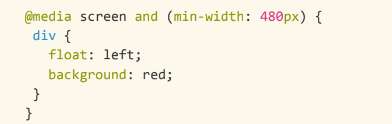 @media screen and (min-width: 480px) {
div {
float: left;
background: red;
}
}